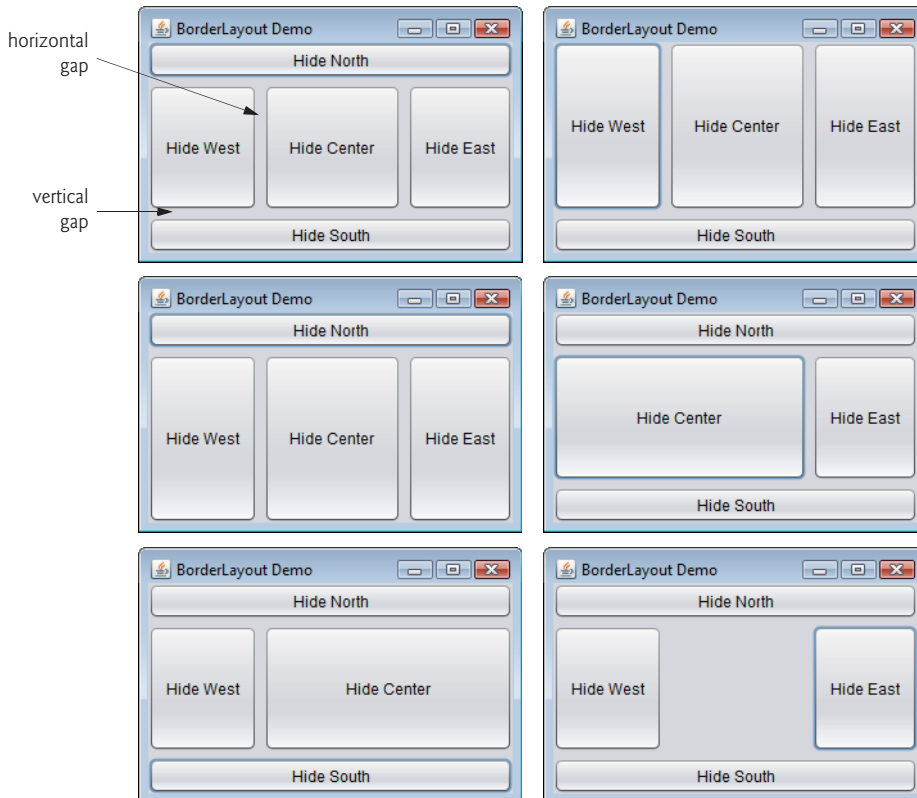 horizontal
gap
vertical
gap
BorderLayout Demo
Hide North
Hide West
Hide Center
Hide East
Hide South
BorderLayout Demo
Hide West
Hide Center
Hide East
Hide South
BorderLayout Demo
Hide North
Hide West
Hide Center
Hide East
BorderLayout Demo
Hide North
Hide Center
Hide East
Hide South
BorderLayout Demo
Hide North
Hide West
Hide Center
Hide South
BorderLayout Demo
Hide North
Hide West
Hide East
Hide South